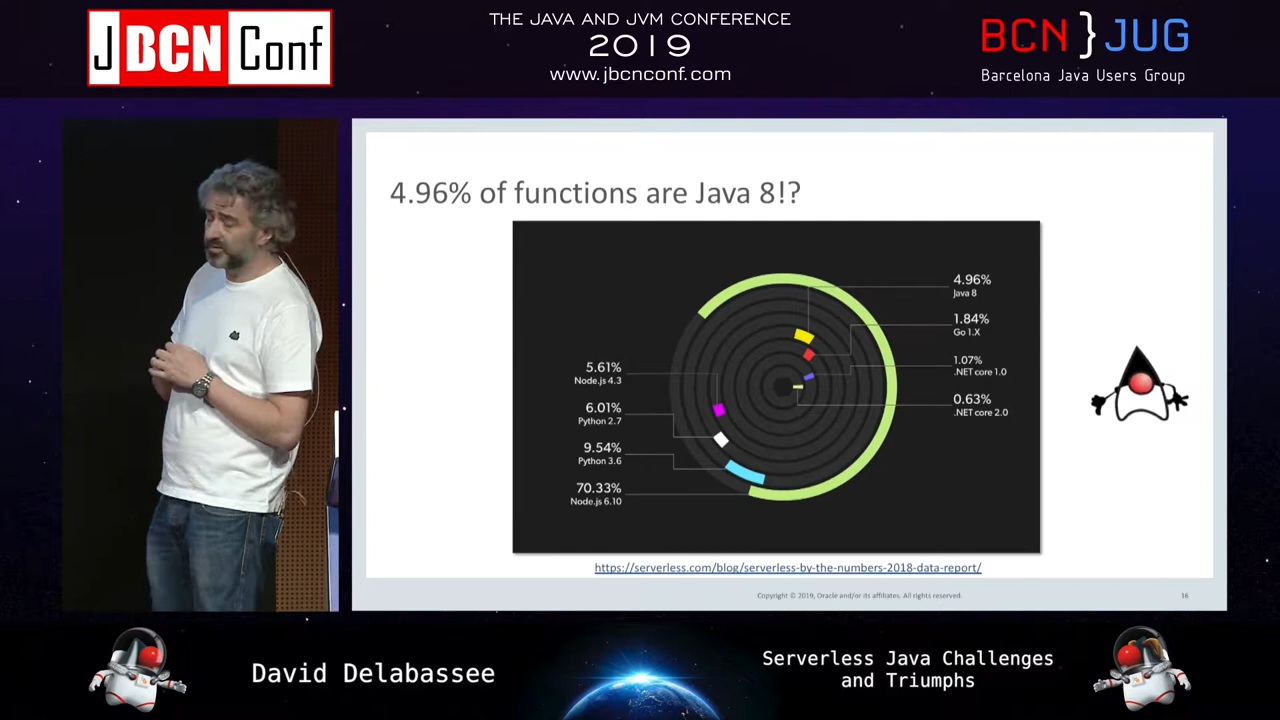 J BCN Conf
THE JAVA AND JVM CONFERENCE
2019
www.jbcnconf.com
BCN } JUG
Barcelona Java Users Group
4.96% of functions are Java 8!?
4.96%
Java 8
1.84%
Go 1.X
1.07%
.NET core 1.0
0.63%
.NET core 2.0
5.61%
Node.js 4.3
6.01%
Python 2.7
9.54%
Python 3.6
70.33%
Node.js 6.10
https://serverless.com/blog/serverless-by-the-numbers-2018-data-report/
Copyright © 2019, Oracle and/or its affiliates. All rights reserved.
16
David Delabassee
Serverless Java Challenges
and Triumphs